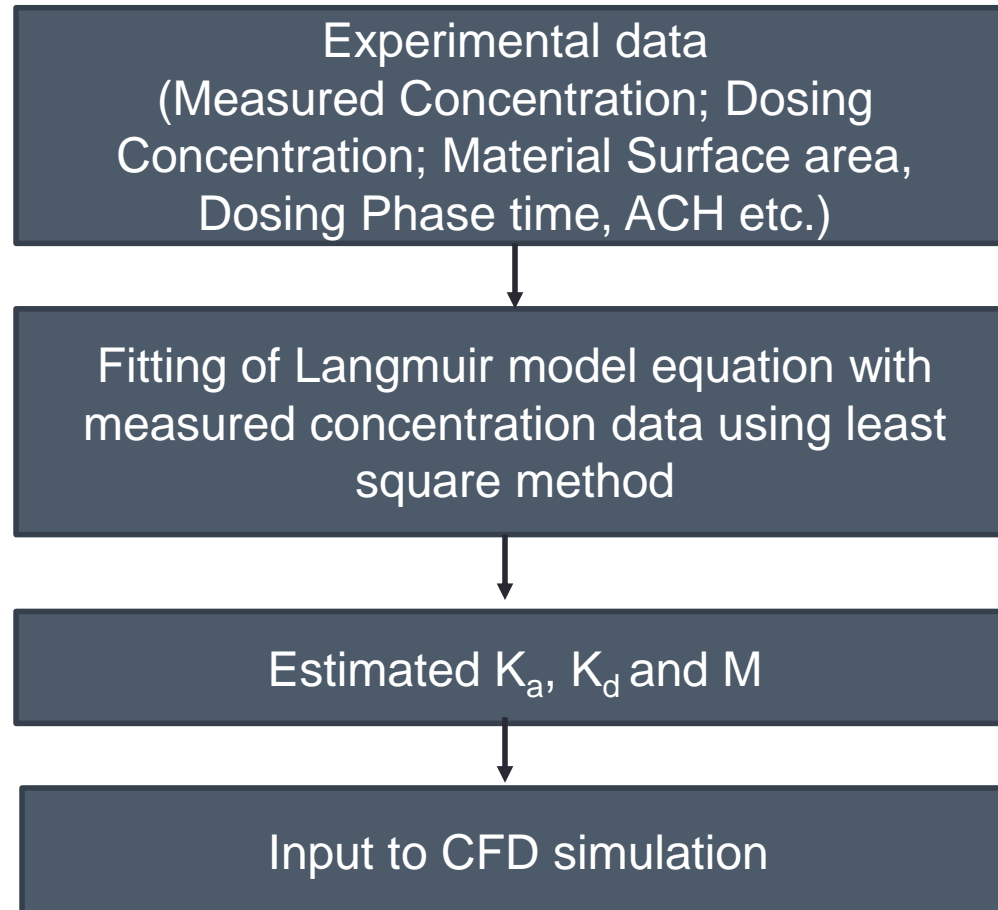 Experimental data
(Measured Concentration; Dosing
Concentration; Material Surface area,
Dosing Phase time, ACH etc.)
Fitting of Langmuir model equation with
measured concentration data using least
square method
Estimated Kₐ, K_d and M
Input to CFD simulation